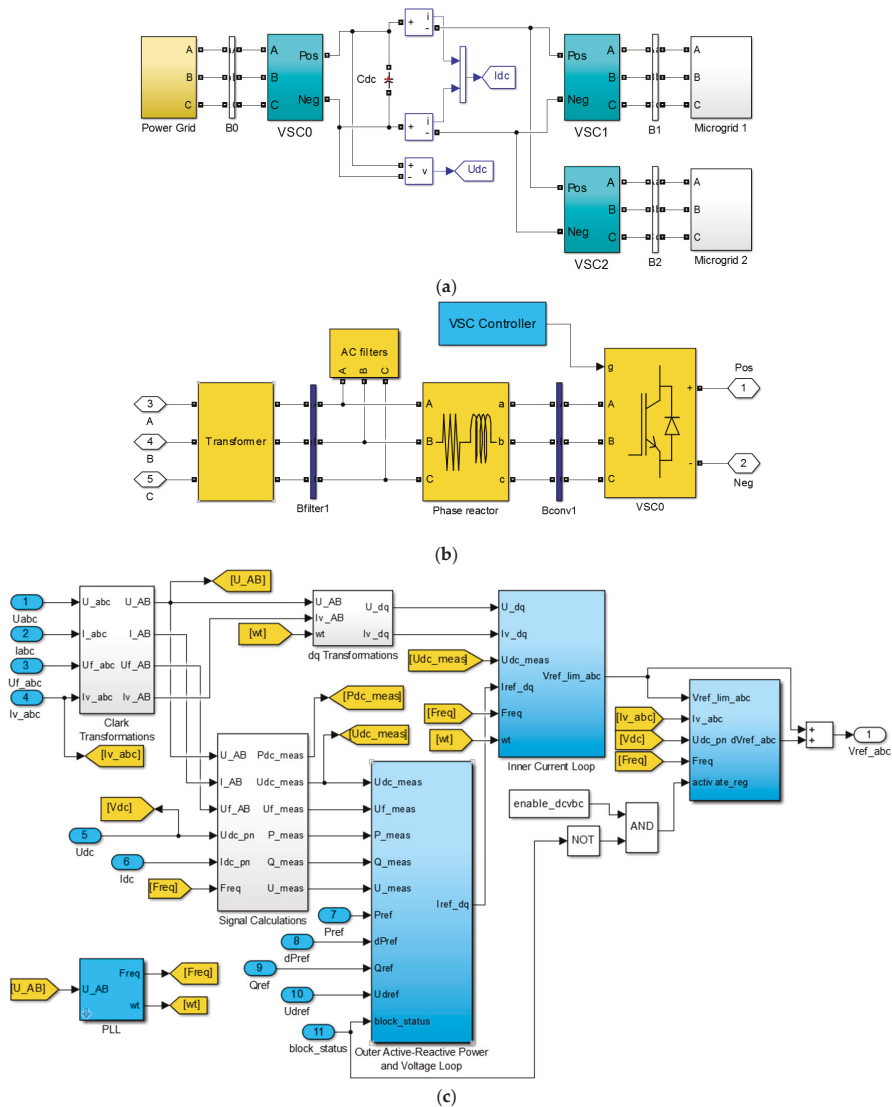 A
B
C
Power Grid
B0
A
B
C
Pos
Neg
VSC0
Cdc
+
-
i
Idc
+
-
i
+
-
v
Udc
Pos
Neg
VSC1
A
B
C
B1
Microgrid 1
Pos
Neg
A
B
C
VSC2
B2
A
B
C
Microgrid 2
(a)
VSC Controller
AC filters
A B C
3
A
4
B
5
C
Transformer
Bfilter1
A a
B b
C c
Phase reactor
Bconv1
g
A
B
C
+
-
VSC0
Pos
1
2
Neg
(b)
1
Uabc
2
Iabc
3
Uf_abc
4
Iv_abc
U_abc U_AB
I_abc I_AB
Uf_abc Uf_AB
Iv_abc Iv_AB
Clark
Transformations
[Iv_abc]
[U_AB]
[wt]
U_AB U_dq
Iv_AB
wt Iv_dq
dq Transformations
[Udc_meas]
[Pdc_meas]
[Udc_meas]
[Freq]
[wt]
U_dq
Iv_dq
Udc_meas
Vref_lim_abc
Iref_dq
Freq
wt
Inner Current Loop
[Iv_abc]
[Vdc]
[Freq]
Vref_lim_abc
Iv_abc
Udc_pn dVref_abc
Freq
activate_reg
+
+
1
Vref_abc
enable_dcvbc
NOT
AND
[Vdc]
5
Udc
6
Idc
[Freq]
U_AB Pdc_meas
I_AB Udc_meas
Uf_AB Uf_meas
Udc_pn P_meas
Idc_pn Q_meas
Freq U_meas
Signal Calculations
7
Pref
8
dPref
9
Qref
10
Udref
11
block_status
Udc_meas
Uf_meas
P_meas
Q_meas
U_meas
Iref_dq
Pref
dPref
Qref
Udref
block_status
Outer Active-Reactive Power
and Voltage Loop
[U_AB]
U_AB
Freq
wt
PLL
[Freq]
[wt]
(c)